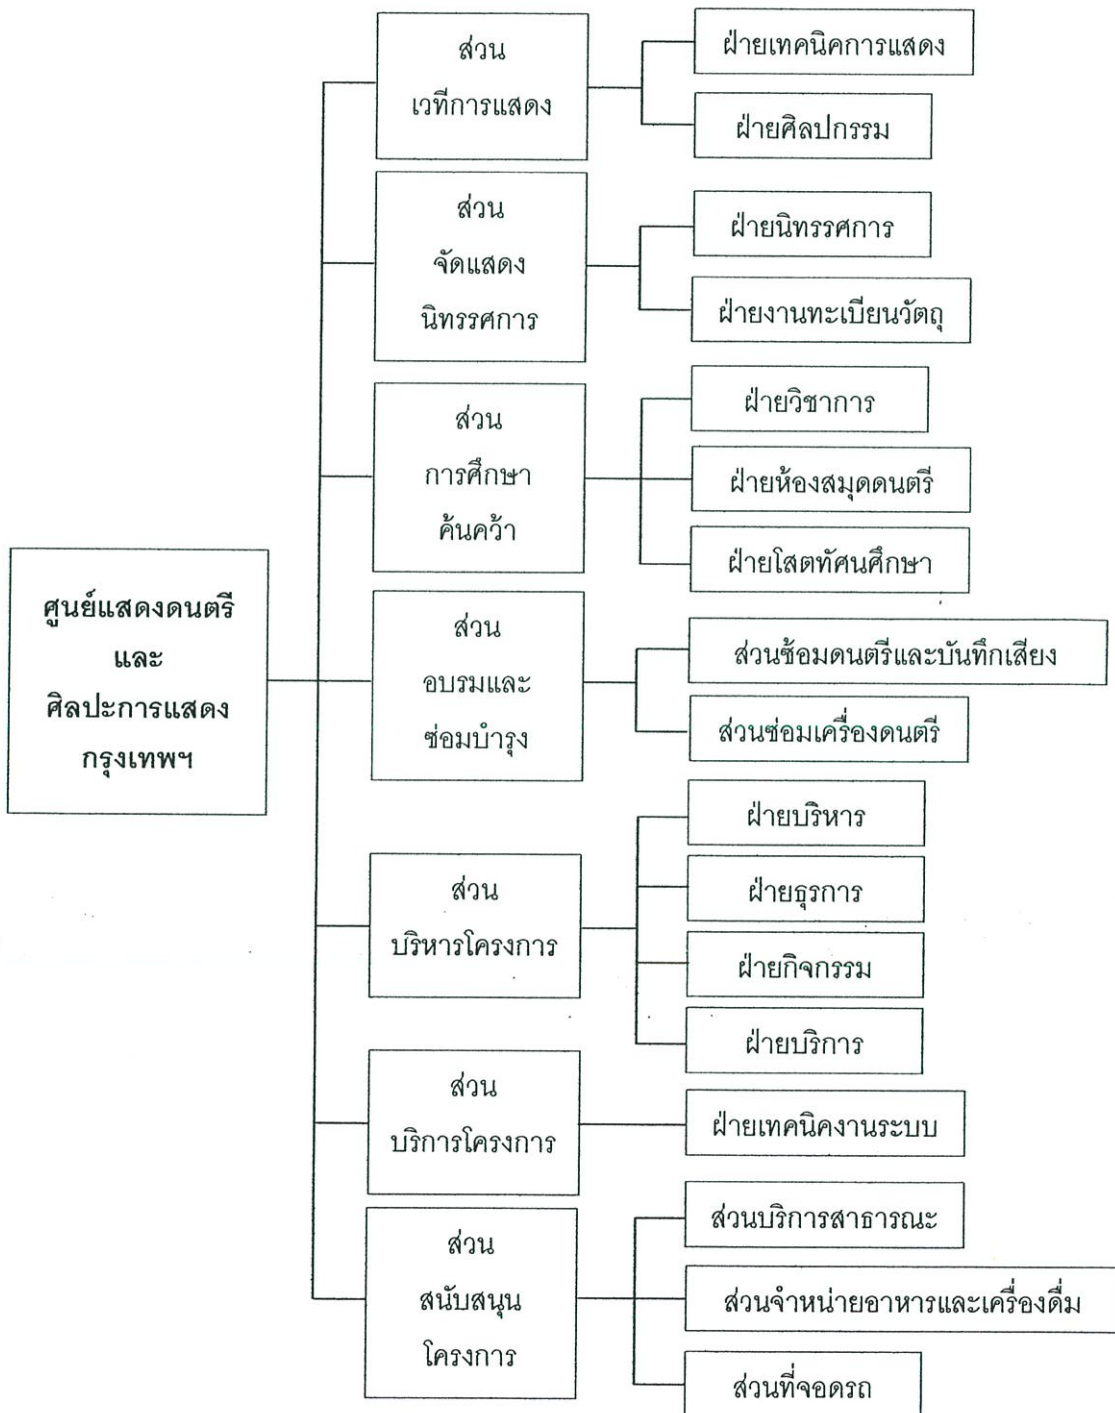 ส่วน
เวทีการแสดง
ฝ่ายเทคนิคการแสดง
ฝ่ายศิลปกรรม
ส่วน
จัดแสดง
นิทรรศการ
ฝ่ายนิทรรศการ
ฝ่ายงานทะเบียนวัตถุ
ส่วน
การศึกษา
ค้นคว้า
ฝ่ายวิชาการ
ฝ่ายห้องสมุดดนตรี
ฝ่ายโสตทัศนศึกษา
ศูนย์แสดงดนตรี
และ
ศิลปะการแสดง
กรุงเทพฯ
ส่วน
อบรมและ
ซ่อมบำรุง
ส่วนซ้อมดนตรีและบันทึกเสียง
ส่วนซ่อมเครื่องดนตรี
ส่วน
บริหารโครงการ
ฝ่ายบริหาร
ฝ่ายธุรการ
ฝ่ายกิจกรรม
ฝ่ายบริการ
ส่วน
บริการโครงการ
ฝ่ายเทคนิคงานระบบ
ส่วน
สนับสนุน
โครงการ
ส่วนบริการสาธารณะ
ส่วนจำหน่ายอาหารและเครื่องดื่ม
ส่วนที่จอดรถ